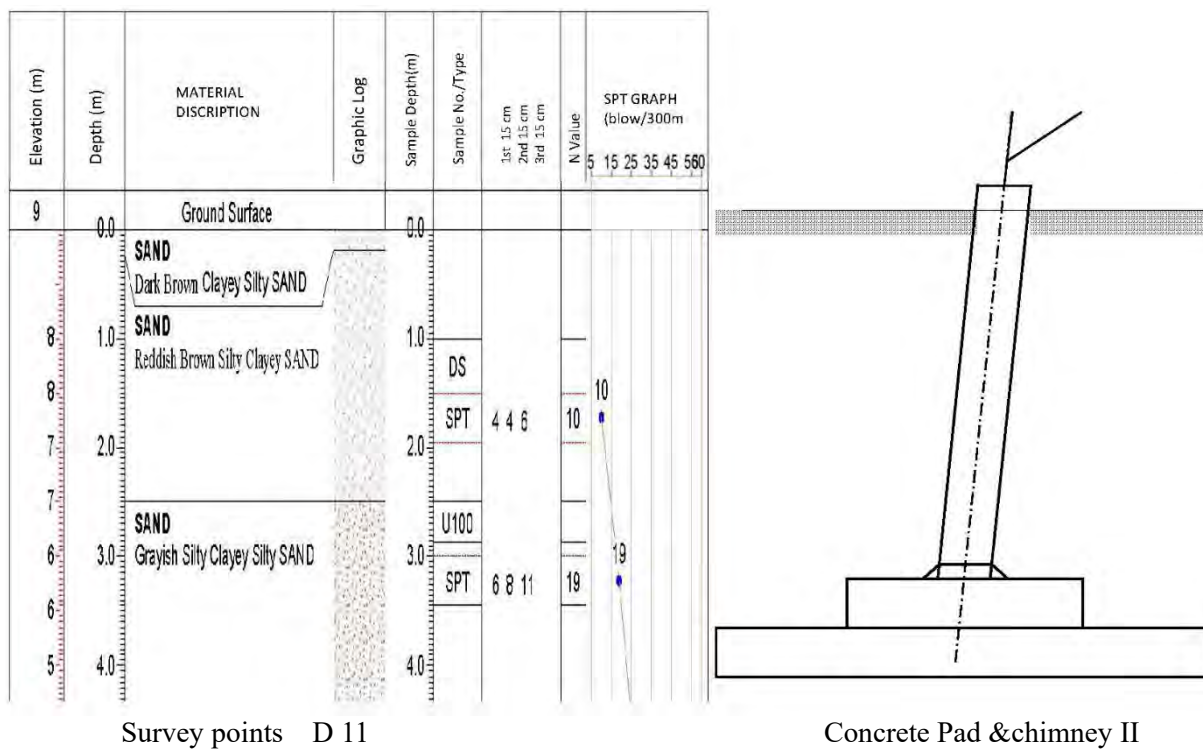 Elevation (m)
Depth (m)
MATERIAL
DISCRIPTION
Graphic Log
Sample Depth(m)
Sample No./Type
1st 15 cm
2nd 15 cm
3rd 15 cm
N Value
SPT GRAPH
(blow/300m
5 15 25 35 45 560
9
Ground Surface
0.0
0.0
SAND
Dark Brown Clayey Silty SAND
8
1.0
SAND
Reddish Brown Silty Clayey SAND
1.0
DS
8
10
SPT
4 4 6
10
7
2.0
2.0
7
SAND
Grayish Silty Clayey Silty SAND
U100
6
3.0
3.0
19
SPT
6 8 11
19
6
5
4.0
4.0
Survey points D 11
Concrete Pad &chimney II